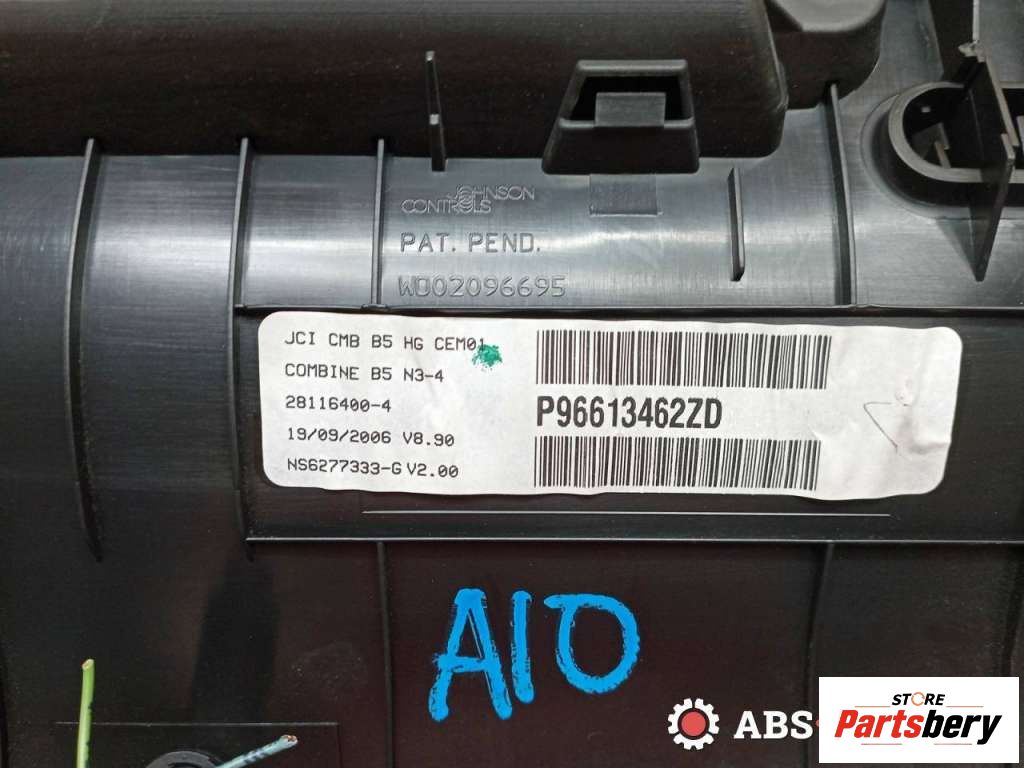 JOHNSON
CONTROLS
PAT. PEND.
WO02096695
JCI CMB B5 HG CEM01
COMBINE B5 N3-4
28116400-4
19/09/2006 V8.90
NS6277333-G V2.00
P96613462ZD
A10
ABS-
STORE
Partsbery